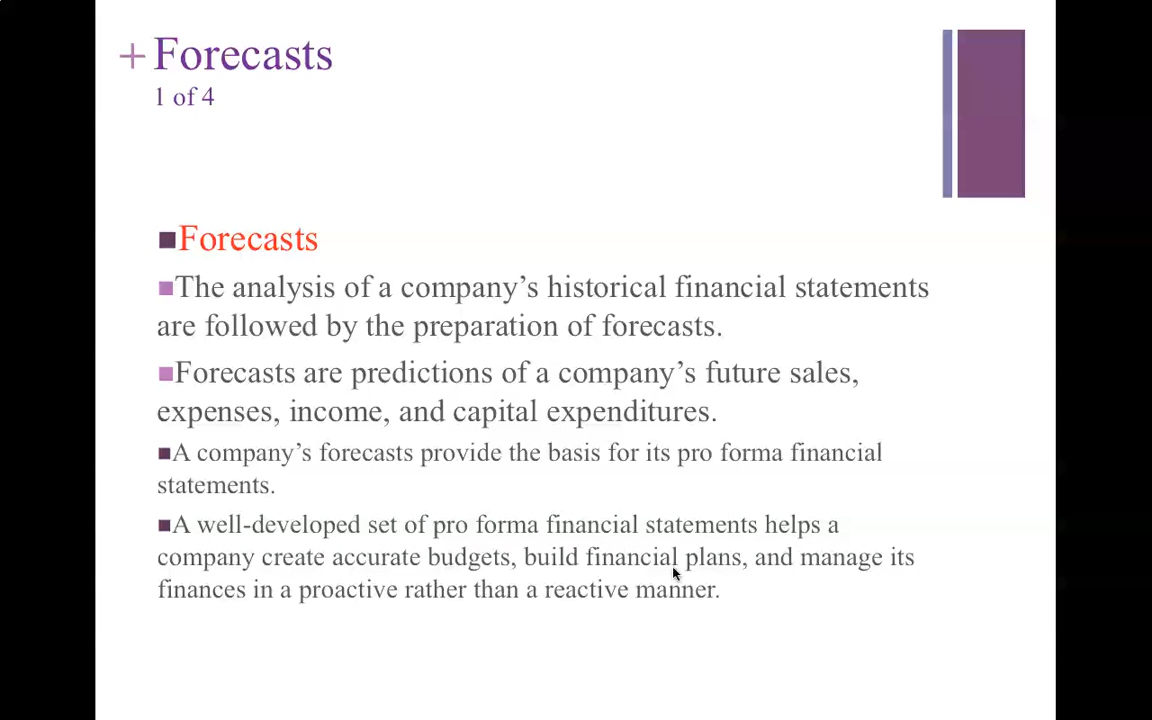 + Forecasts
1 of 4
■Forecasts
■The analysis of a company’s historical financial statements
are followed by the preparation of forecasts.
■Forecasts are predictions of a company’s future sales,
expenses, income, and capital expenditures.
■A company’s forecasts provide the basis for its pro forma financial
statements.
■A well-developed set of pro forma financial statements helps a
company create accurate budgets, build financial plans, and manage its
finances in a proactive rather than a reactive manner.